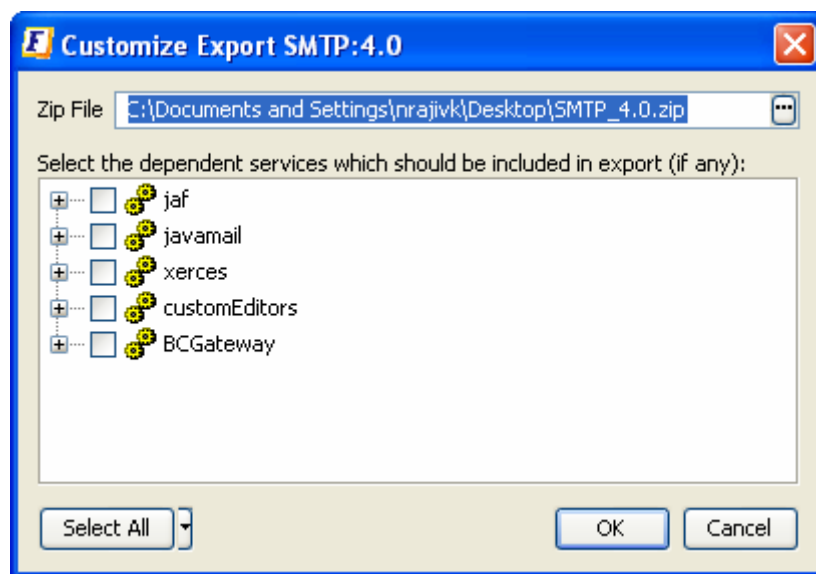 F Customize Export SMTP:4.0
Zip File C:\Documents and Settings\nrajivk\Desktop\SMTP_4.0.zip ...
Select the dependent services which should be included in export (if any):
jaf
javamail
xerces
customEditors
BCGateway
Select All OK Cancel